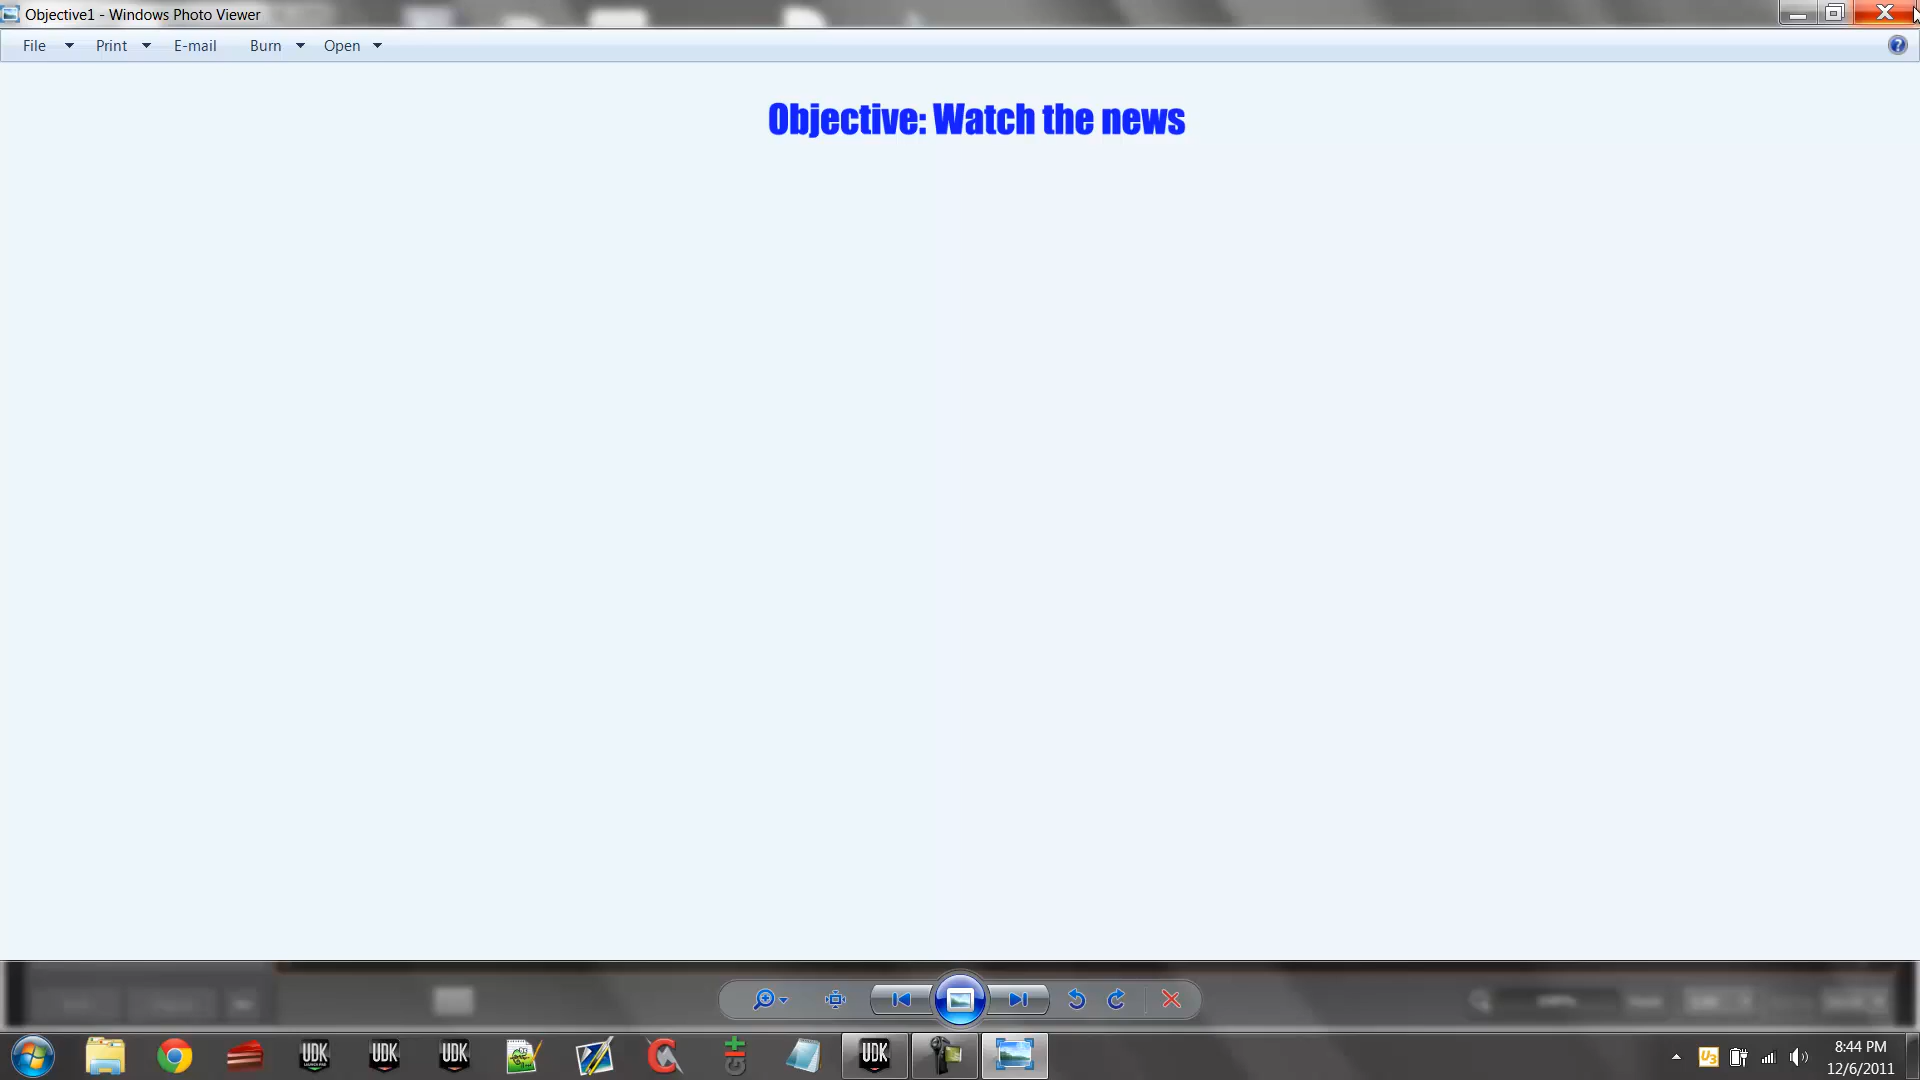 Objective1 - Windows Photo Viewer
File Print E-mail Burn Open
Objective: Watch the news
UDK UDK UDK UDK
U3
8:44 PM
12/6/2011